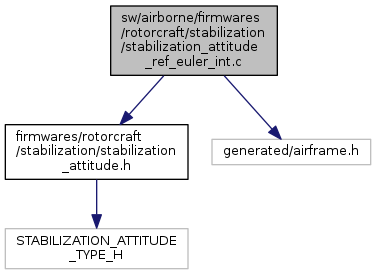 sw/airborne/firmwares
/rotorcraft/stabilization
/stabilization_attitude
_ref_euler_int.c
firmwares/rotorcraft
/stabilization/stabilization
_attitude.h
generated/airframe.h
STABILIZATION_ATTITUDE
_TYPE_H